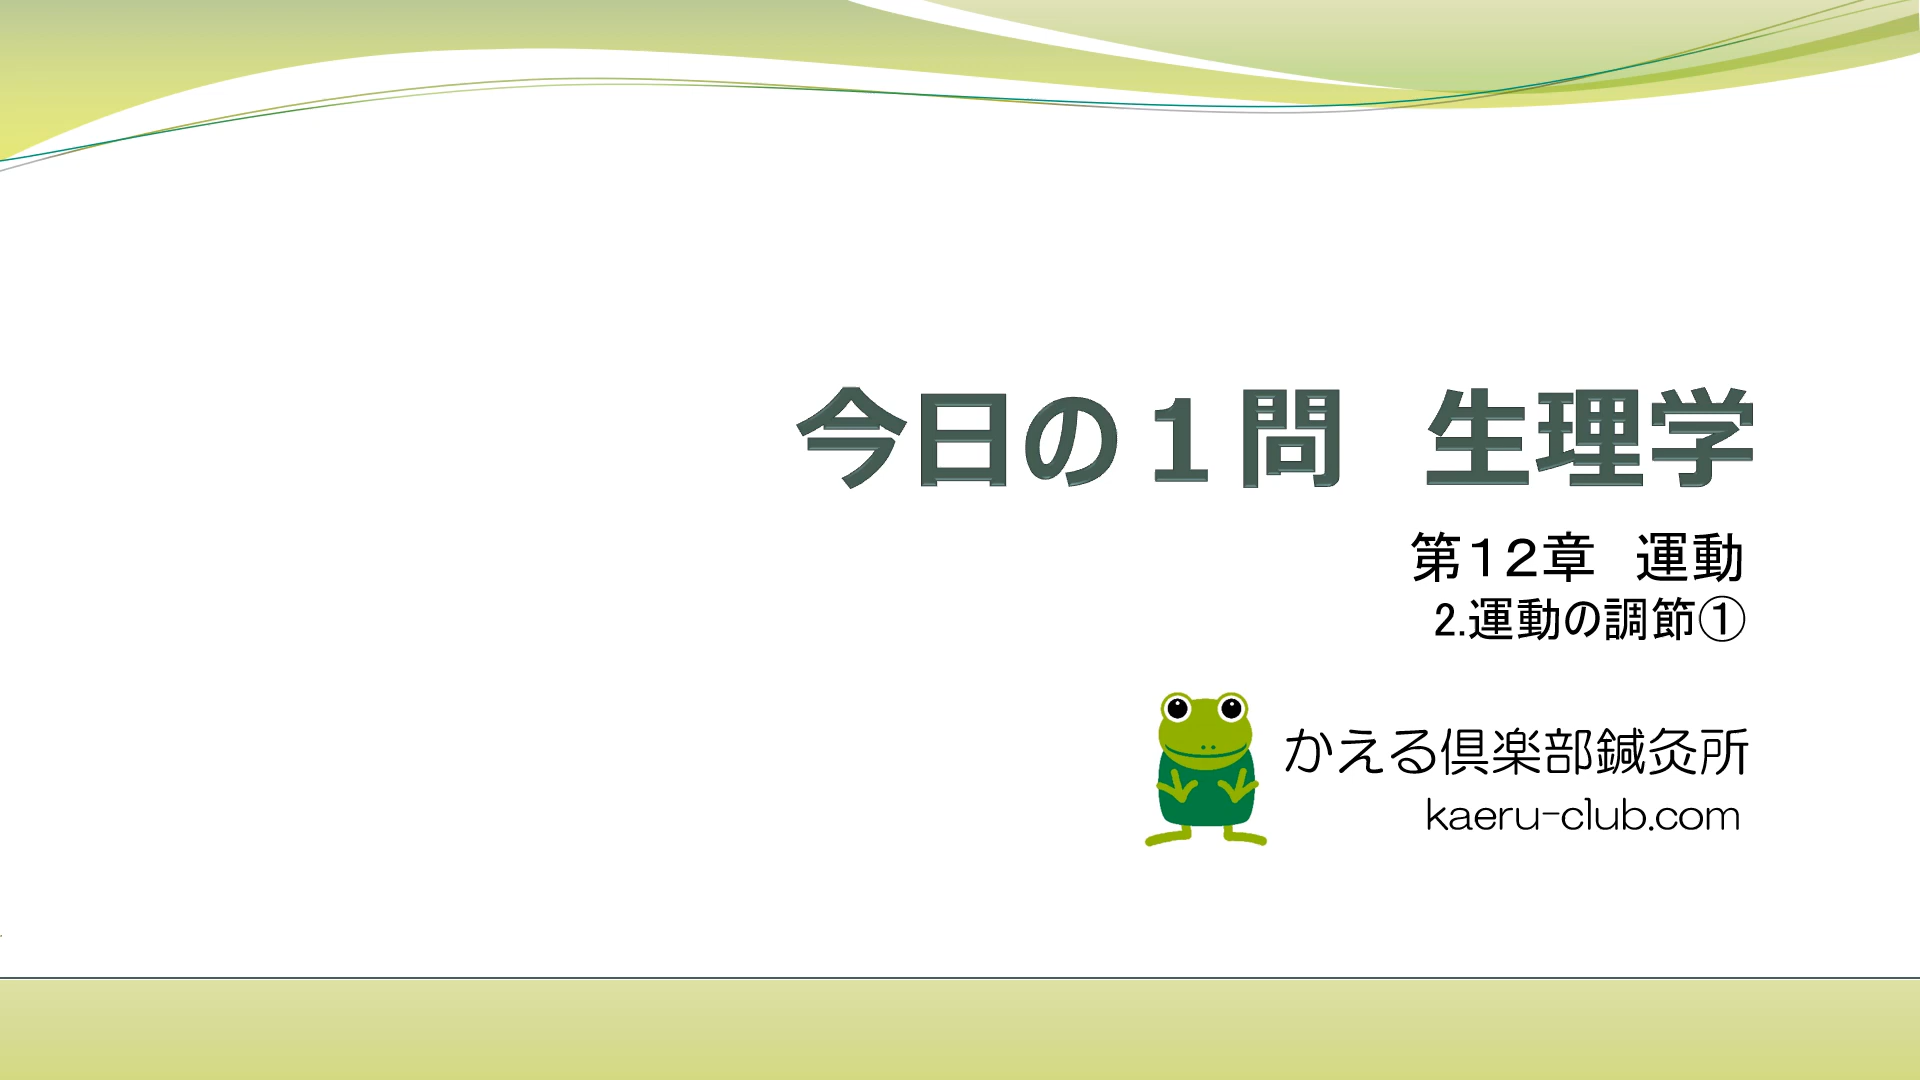 今日の１問　生理学
第１２章　運動
2.運動の調節①
かえる倶楽部鍼灸所
kaeru-club.com